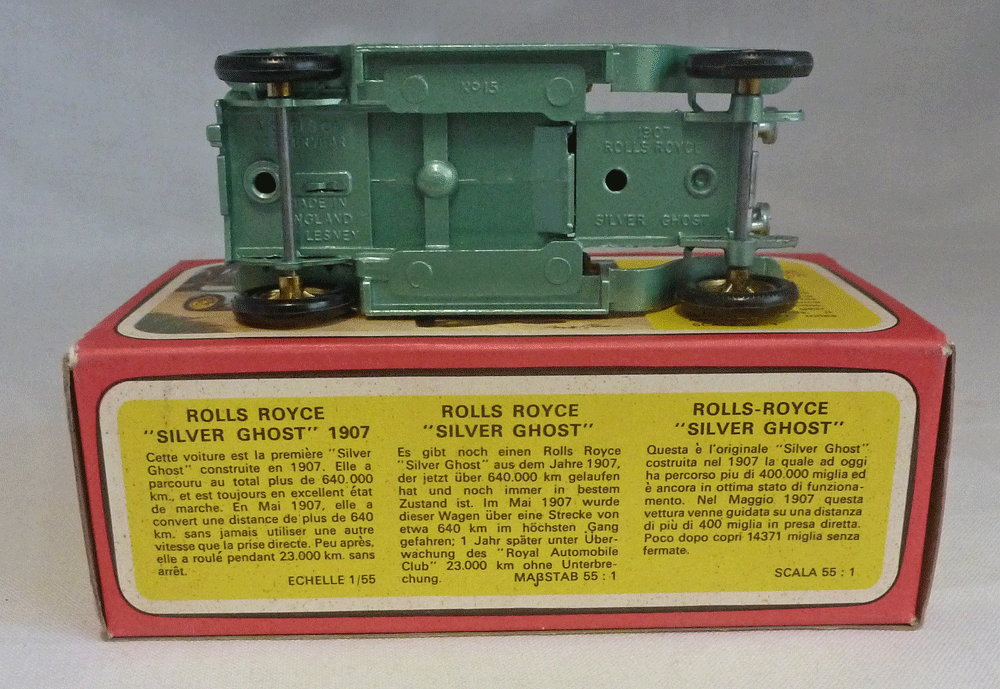 No 15
1907
ROLLS ROYCE
SILVER GHOST
LESNEY
ROLLS ROYCE
"SILVER GHOST" 1907
Cette voiture est la première "Silver
Ghost" construite en 1907. Elle a
parcouru au total plus de 640.000
km., et est toujours en excellent état
de marche. En Mai 1907, elle a
convert une distance de plus de 640
km. sans jamais utiliser une autre
vitesse que la prise directe. Peu après,
elle a roulé pendant 23.000 km. sans
arrêt.
ECHELLE 1/55
ROLLS ROYCE
"SILVER GHOST"
Es gibt noch einen Rolls Royce
"Silver Ghost" aus dem Jahre 1907,
der jetzt über 640.000 km gelaufen
hat und noch immer in bestem
Zustand ist. Im Mai 1907 wurde
dieser Wagen über eine Strecke von
etwa 640 km im höchsten Gang
gefahren; 1 Jahr später unter Über-
wachung des "Royal Automobile
Club" 23.000 km ohne Unterbre-
chung. MAßSTAB 55 : 1
ROLLS-ROYCE
"SILVER GHOST"
Questa è l'originale "Silver Ghost"
costruita nel 1907 la quale ad oggi
ha percorso piu di 400.000 miglia ed
è ancora in ottima stato di funziona-
mento. Nel Maggio 1907 questa
vettura venne guidata su una distanza
di più di 400 miglia in presa diretta.
Poco dopo copri 14371 miglia senza
fermate.
SCALA 55 : 1